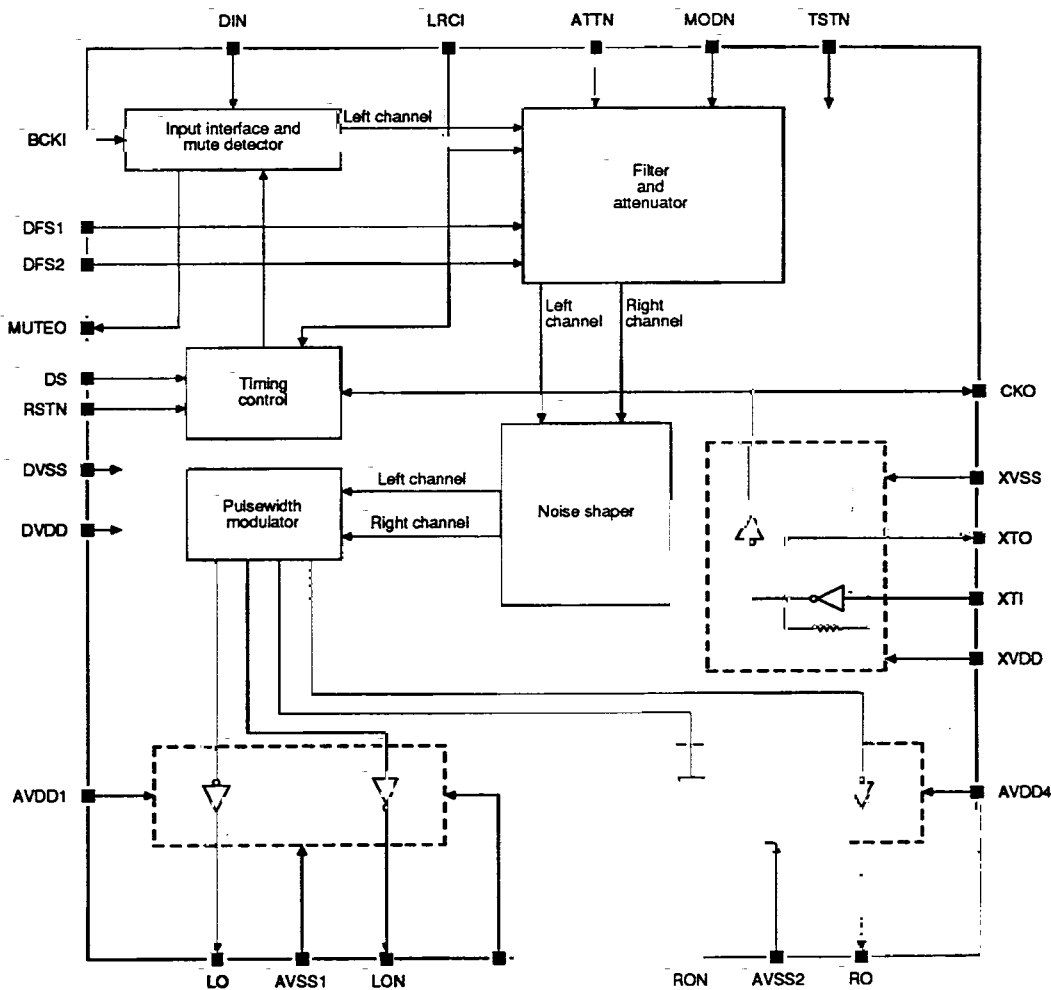 DIN
LRCI
ATTN
MODN
TSTN
BCKI
Input interface and
mute detector
Left channel
Filter
and
attenuator
DFS1
DFS2
Left
channel
Right
channel
MUTEO
DS
RSTN
Timing
control
CKO
DVSS
DVDD
Pulsewidth
modulator
Left channel
Right channel
Noise shaper
XVSS
XTO
XTI
XVDD
AVDD1
AVDD4
LO
AVSS1
LON
RON
AVSS2
RO